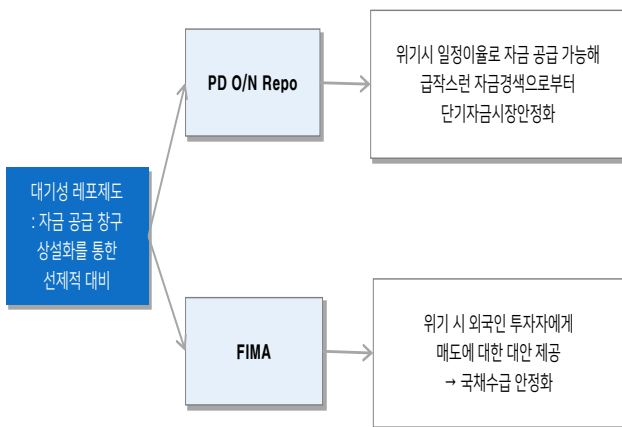 대기성 레포제도
: 자금 공급 창구
상설화를 통한
선제적 대비
PD O/N Repo
위기시 일정이율로 자금 공급 가능해
급작스런 자금경색으로부터
단기자금시장안정화
FIMA
위기 시 외국인 투자자에게
매도에 대한 대안 제공
→ 국채수급 안정화